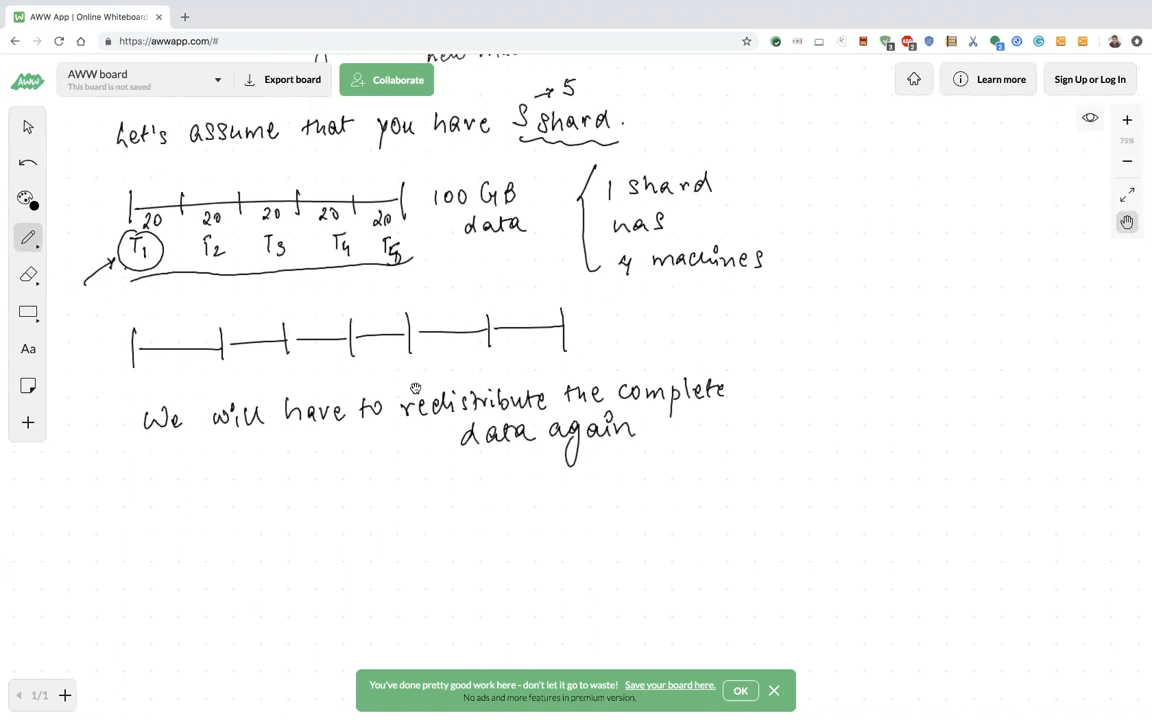 AWW App | Online Whiteboard
https://awwapp.com/#
AWW board
This board is not saved
Export board
Collaborate
Learn more
Sign Up or Log In
75%
→ 5
Let's assume that you have S shard.
20 20 20 20 20
T1 T2 T3 T4 T5
100 GB
data
1 shard
has
4 machines
We will have to redistribute the complete
data again
Aa
1/1
You've done pretty good work here - don't let it go to waste! Save your board here.
No ads and more features in premium version.
OK